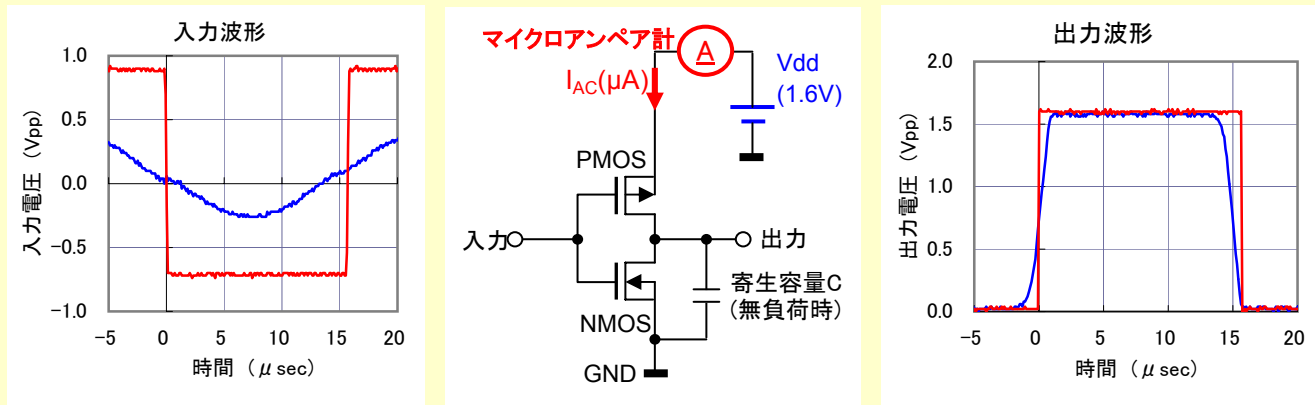 入力波形
入力電圧（Vpp）
1.0
0.5
0.0
-0.5
-1.0
-5 0 5 10 15 20
時間（μsec）
マイクロアンペア計
A
IAC(μA)
Vdd
(1.6V)
PMOS
入力
出力
NMOS
寄生容量C
(無負荷時)
GND
出力波形
出力電圧（Vpp）
2.0
1.5
1.0
0.5
0.0
-5 0 5 10 15 20
時間（μsec）